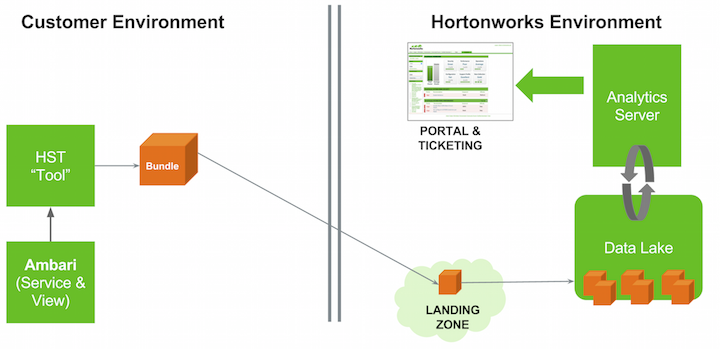 Customer Environment
Hortonworks Environment
HST
“Tool”
Bundle
Ambari
(Service &
View)
PORTAL &
TICKETING
Analytics
Server
Data Lake
LANDING
ZONE